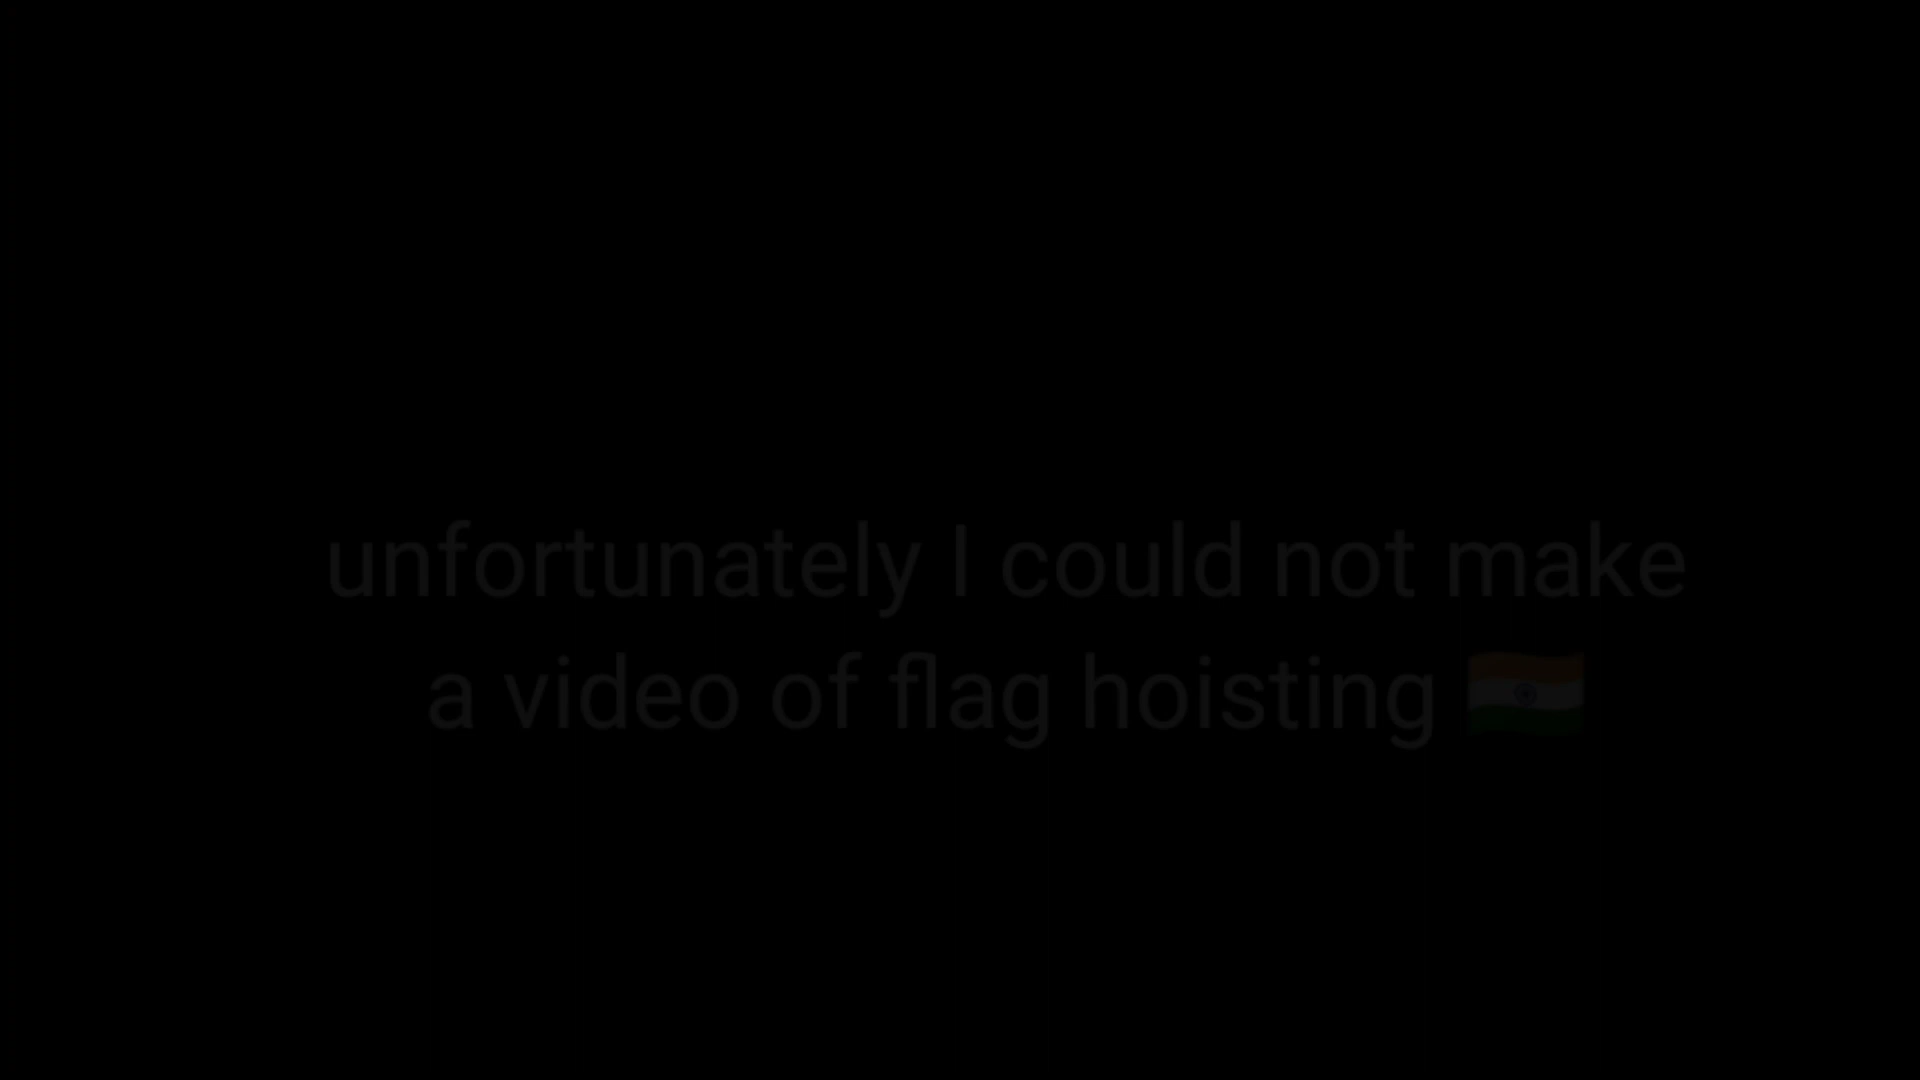 unfortunately I could not make
a video of flag hoisting 🇮🇳